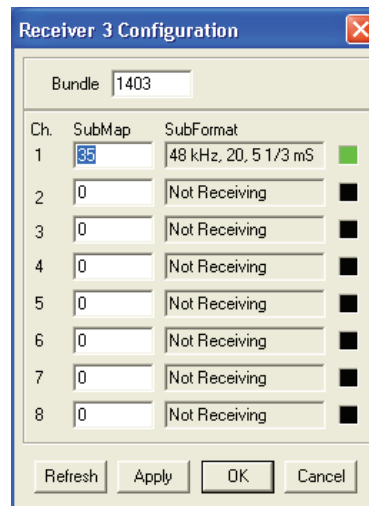 Receiver 3 Configuration
Bundle 1403
Ch. SubMap SubFormat
1 35 48 kHz, 20, 5 1/3 mS
2 0 Not Receiving
3 0 Not Receiving
4 0 Not Receiving
5 0 Not Receiving
6 0 Not Receiving
7 0 Not Receiving
8 0 Not Receiving
Refresh Apply OK Cancel